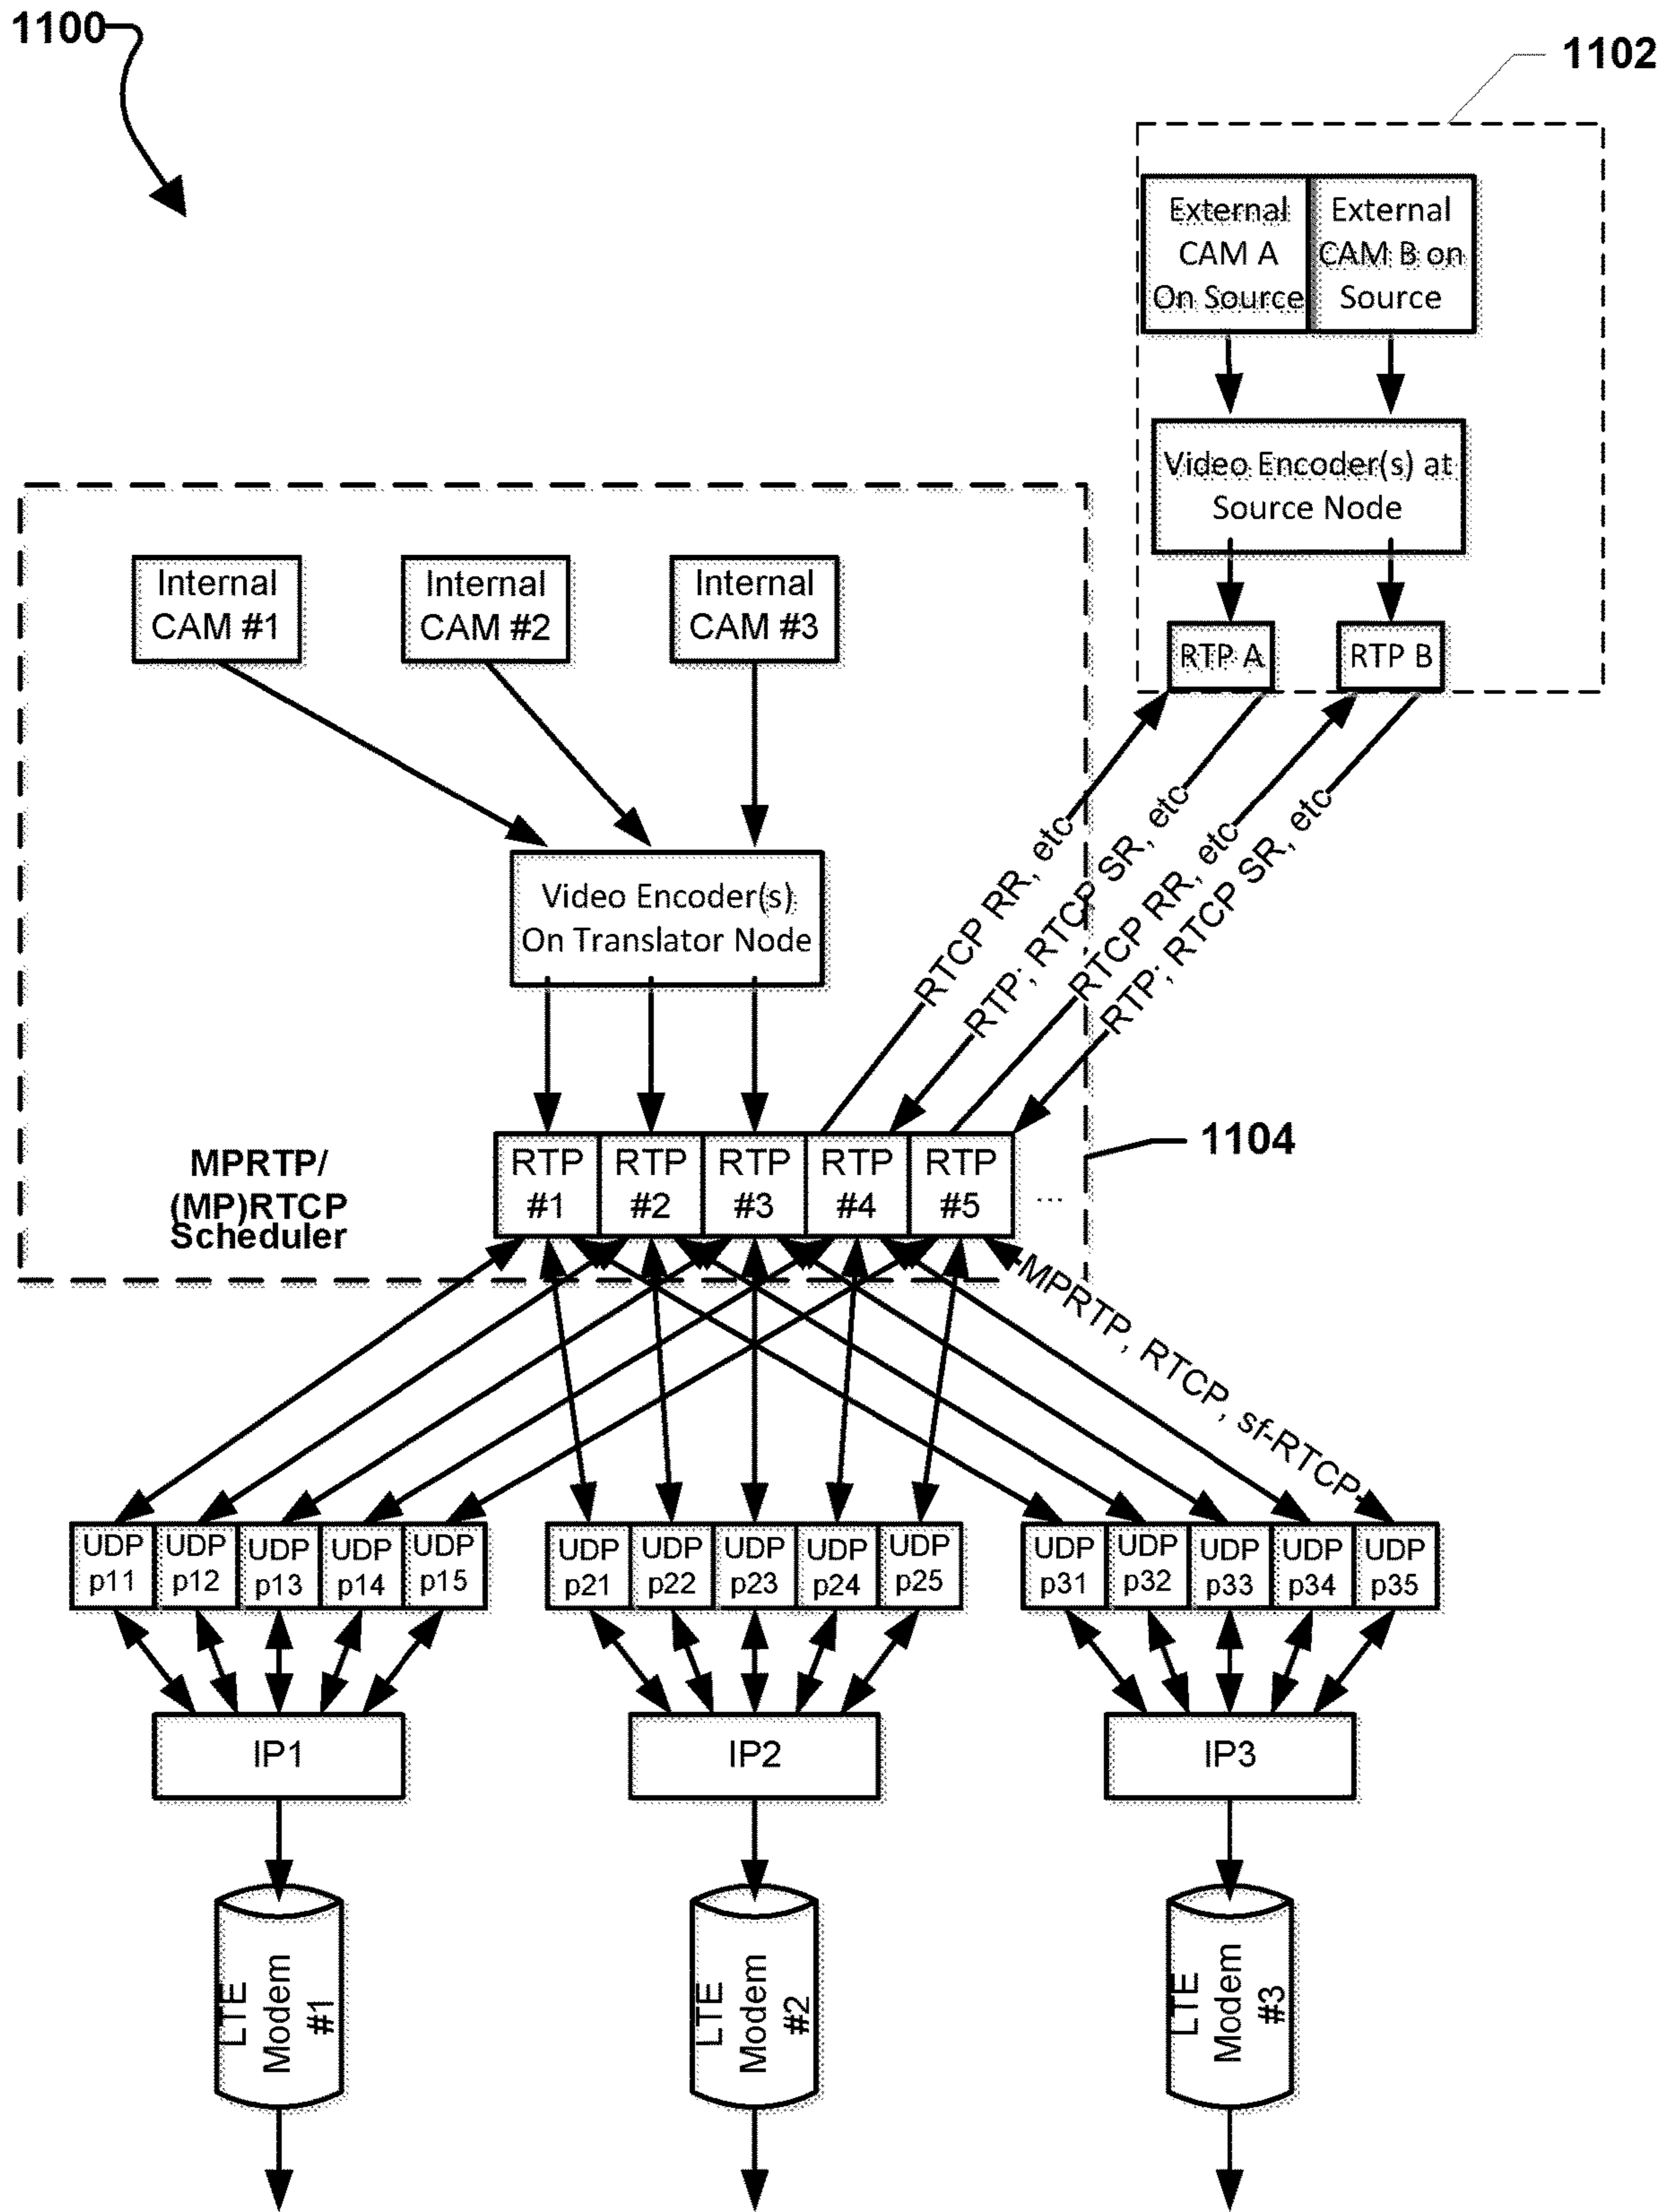 1100
1102
External
CAM A
On Source
External
CAM B on
Source
Video Encoder(s) at
Source Node
RTP A
RTP B
Internal
CAM #1
Internal
CAM #2
Internal
CAM #3
Video Encoder(s)
On Translator Node
RTCP RR, etc
RTP; RTCP SR, etc
RTCP RR, etc
RTP; RTCP SR, etc
1104
MPRTP/
(MP)RTCP
Scheduler
RTP
#1
RTP
#2
RTP
#3
RTP
#4
RTP
#5
...
MPRTP, RTCP, sf-RTCP
UDP
p11
UDP
p12
UDP
p13
UDP
p14
UDP
p15
UDP
p21
UDP
p22
UDP
p23
UDP
p24
UDP
p25
UDP
p31
UDP
p32
UDP
p33
UDP
p34
UDP
p35
IP1
IP2
IP3
LTE
Modem
#1
LTE
Modem
#2
LTE
Modem
#3